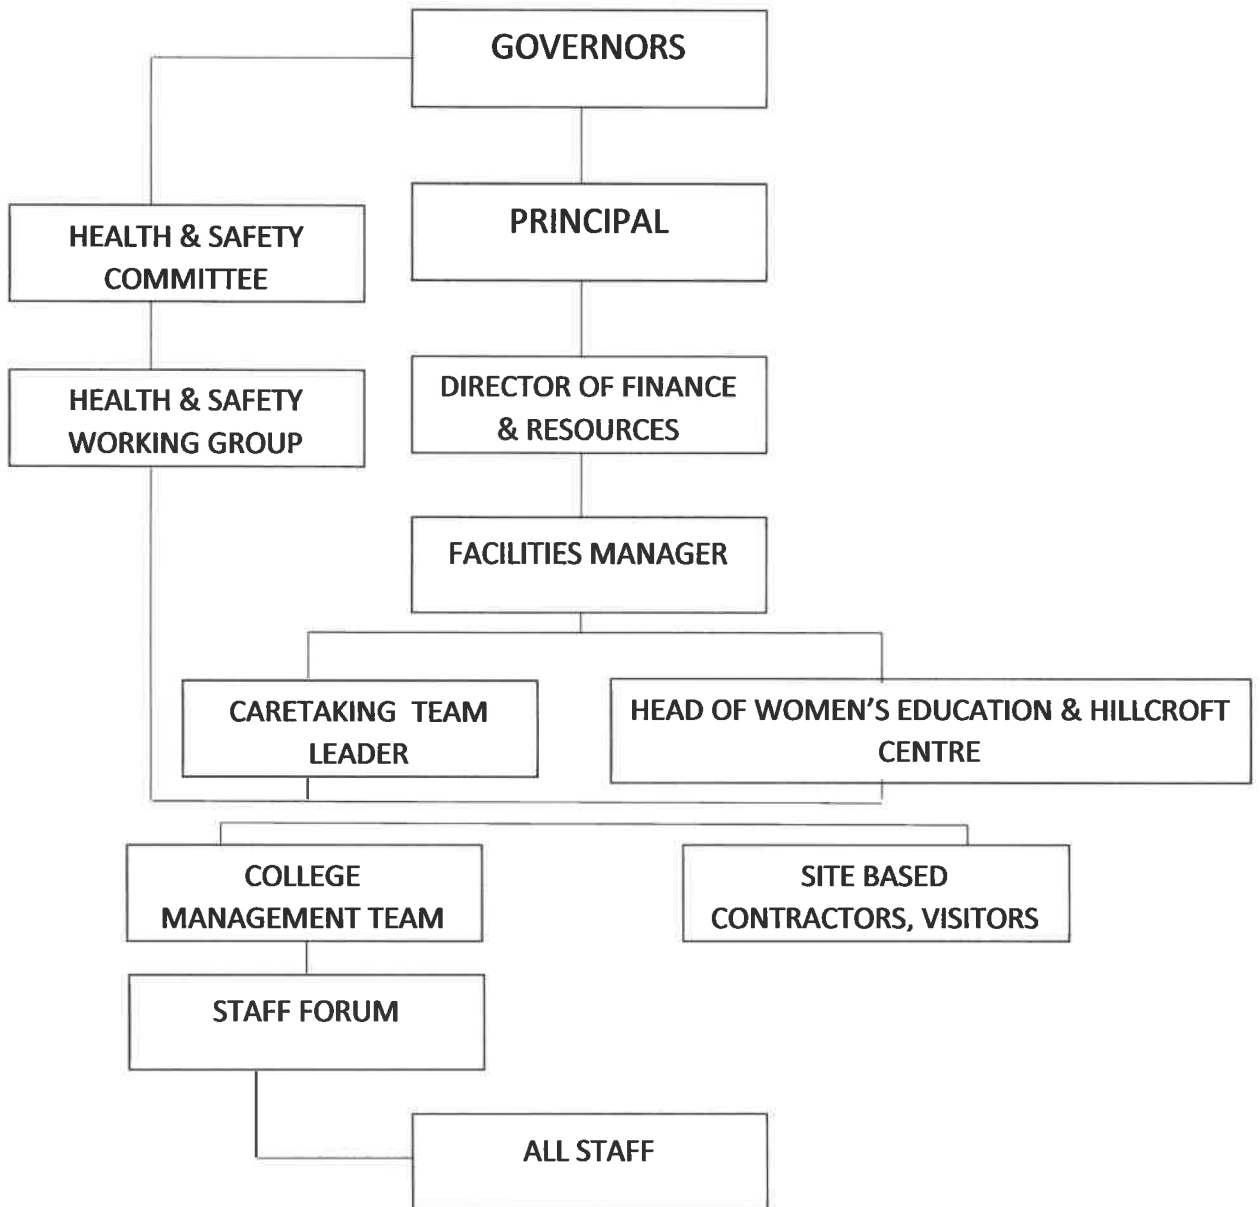 GOVERNORS
PRINCIPAL
HEALTH & SAFETY
COMMITTEE
DIRECTOR OF FINANCE
& RESOURCES
HEALTH & SAFETY
WORKING GROUP
FACILITIES MANAGER
CARETAKING TEAM
LEADER
HEAD OF WOMEN'S EDUCATION & HILLCROFT
CENTRE
COLLEGE
MANAGEMENT TEAM
SITE BASED
CONTRACTORS, VISITORS
STAFF FORUM
ALL STAFF